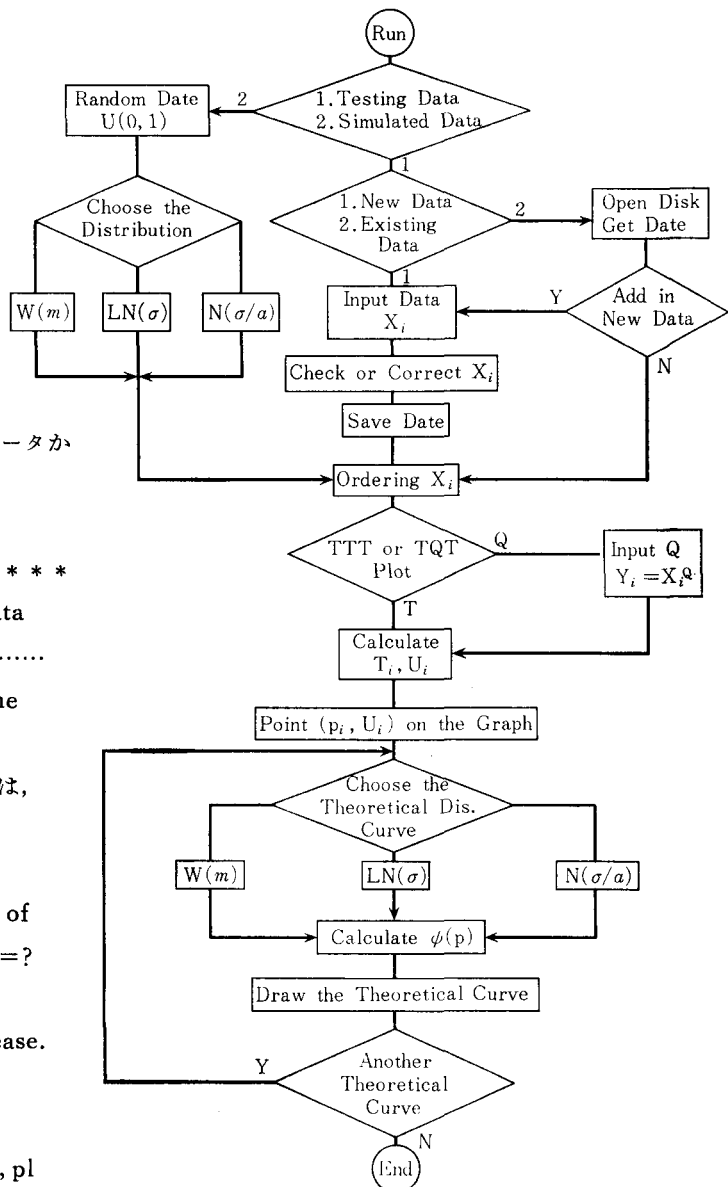 Run
1.Testing Data
2.Simulated Data
2
1
Random Date
U(0,1)
Choose the
Distribution
W(m)
LN(σ)
N(σ/a)
1.New Data
2.Existing
Data
2
1
Open Disk
Get Date
Add in
New Data
Y
N
Input Data
Xᵢ
Check or Correct Xᵢ
Save Date
Ordering Xᵢ
TTT or TQT
Plot
Q
T
Input Q
Yᵢ=Xᵢ^Q
Calculate
Tᵢ, Uᵢ
Point (pᵢ, Uᵢ) on the Graph
Choose the
Theoretical Dis.
Curve
W(m)
LN(σ)
N(σ/a)
Calculate ψ(p)
Draw the Theoretical Curve
Another
Theoretical
Curve
Y
N
End
ータか
* * *
ata
......
ne
は,
of
=?
ease.
, pl